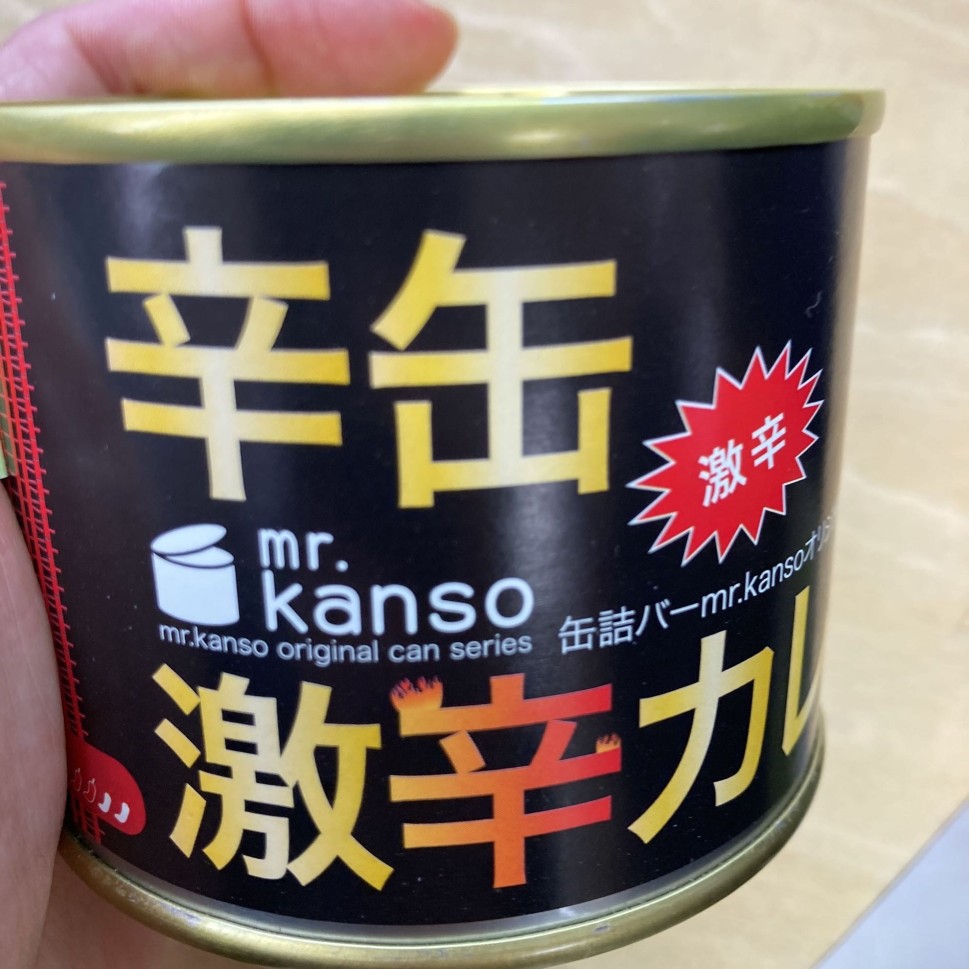 辛缶
激辛
mr.
kanso
mr.kanso original can series
缶詰バーmr.kansoオリジ
激辛カレ